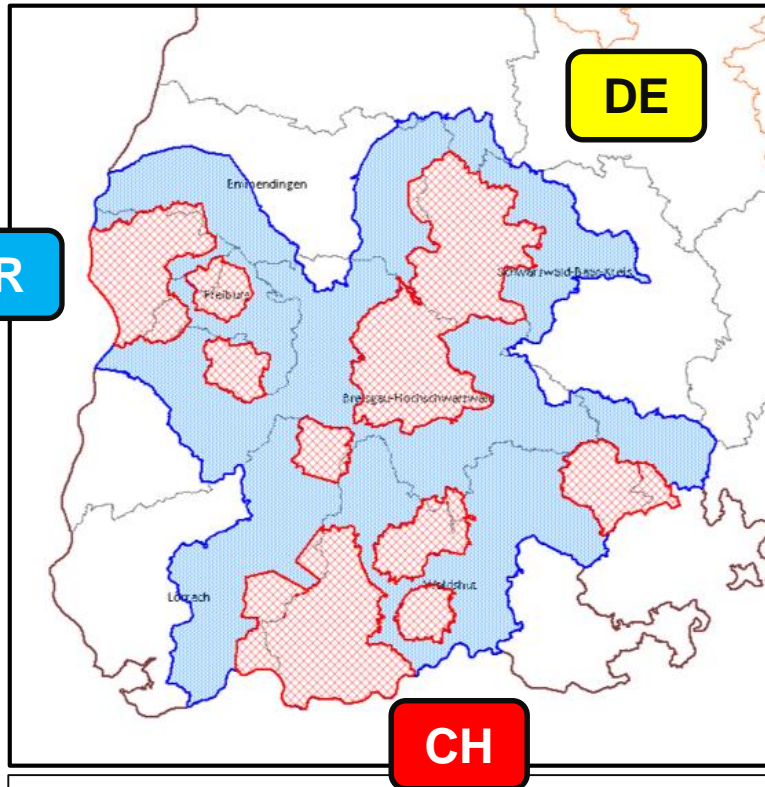 DE
Emmendingen
R
Schwarzwald-Baar-Kreis
Freiburg
Breisgau-Hochschwarzwald
Waldshut
Lörrach
CH